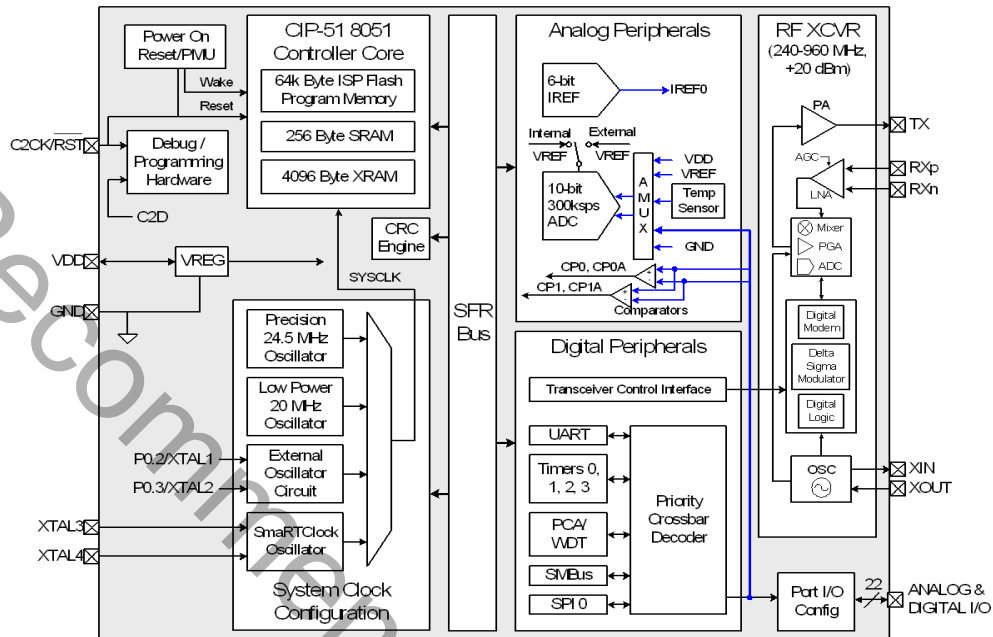 Power On
Reset/PMU
Wake
Reset
C2CK/RST
Debug /
Programming
Hardware
C2D
VDD
VREG
GND
CIP-51 8051
Controller Core
64k Byte ISP Flash
Program Memory
256 Byte SRAM
4096 Byte XRAM
CRC
Engine
SYSCLK
Precision
24.5 MHz
Oscillator
Low Power
20 MHz
Oscillator
P0.2/XTAL1
P0.3/XTAL2
External
Oscillator
Circuit
XTAL3
XTAL4
SmaRTClock
Oscillator
System Clock
Configuration
SFR
Bus
Analog Peripherals
6-bit
IREF
IREF0
Internal
External
VREF
VREF
10-bit
300ksps
ADC
A
M
U
X
VDD
VREF
Temp
Sensor
GND
CP0, CP0A
CP1, CP1A
+
-
+
-
Comparators
Digital Peripherals
Transceiver Control Interface
UART
Timers 0,
1, 2, 3
PCA/
WDT
SMBus
SPI 0
Priority
Crossbar
Decoder
RF XCVR
(240-960 MHz,
+20 dBm)
PA
TX
AGC
LNA
RXp
RXn
Mixer
PGA
ADC
Digital
Modem
Delta
Sigma
Modulator
Digital
Logic
OSC
XIN
XOUT
Port I/O
Config
22
ANALOG &
DIGITAL I/O
Recommen